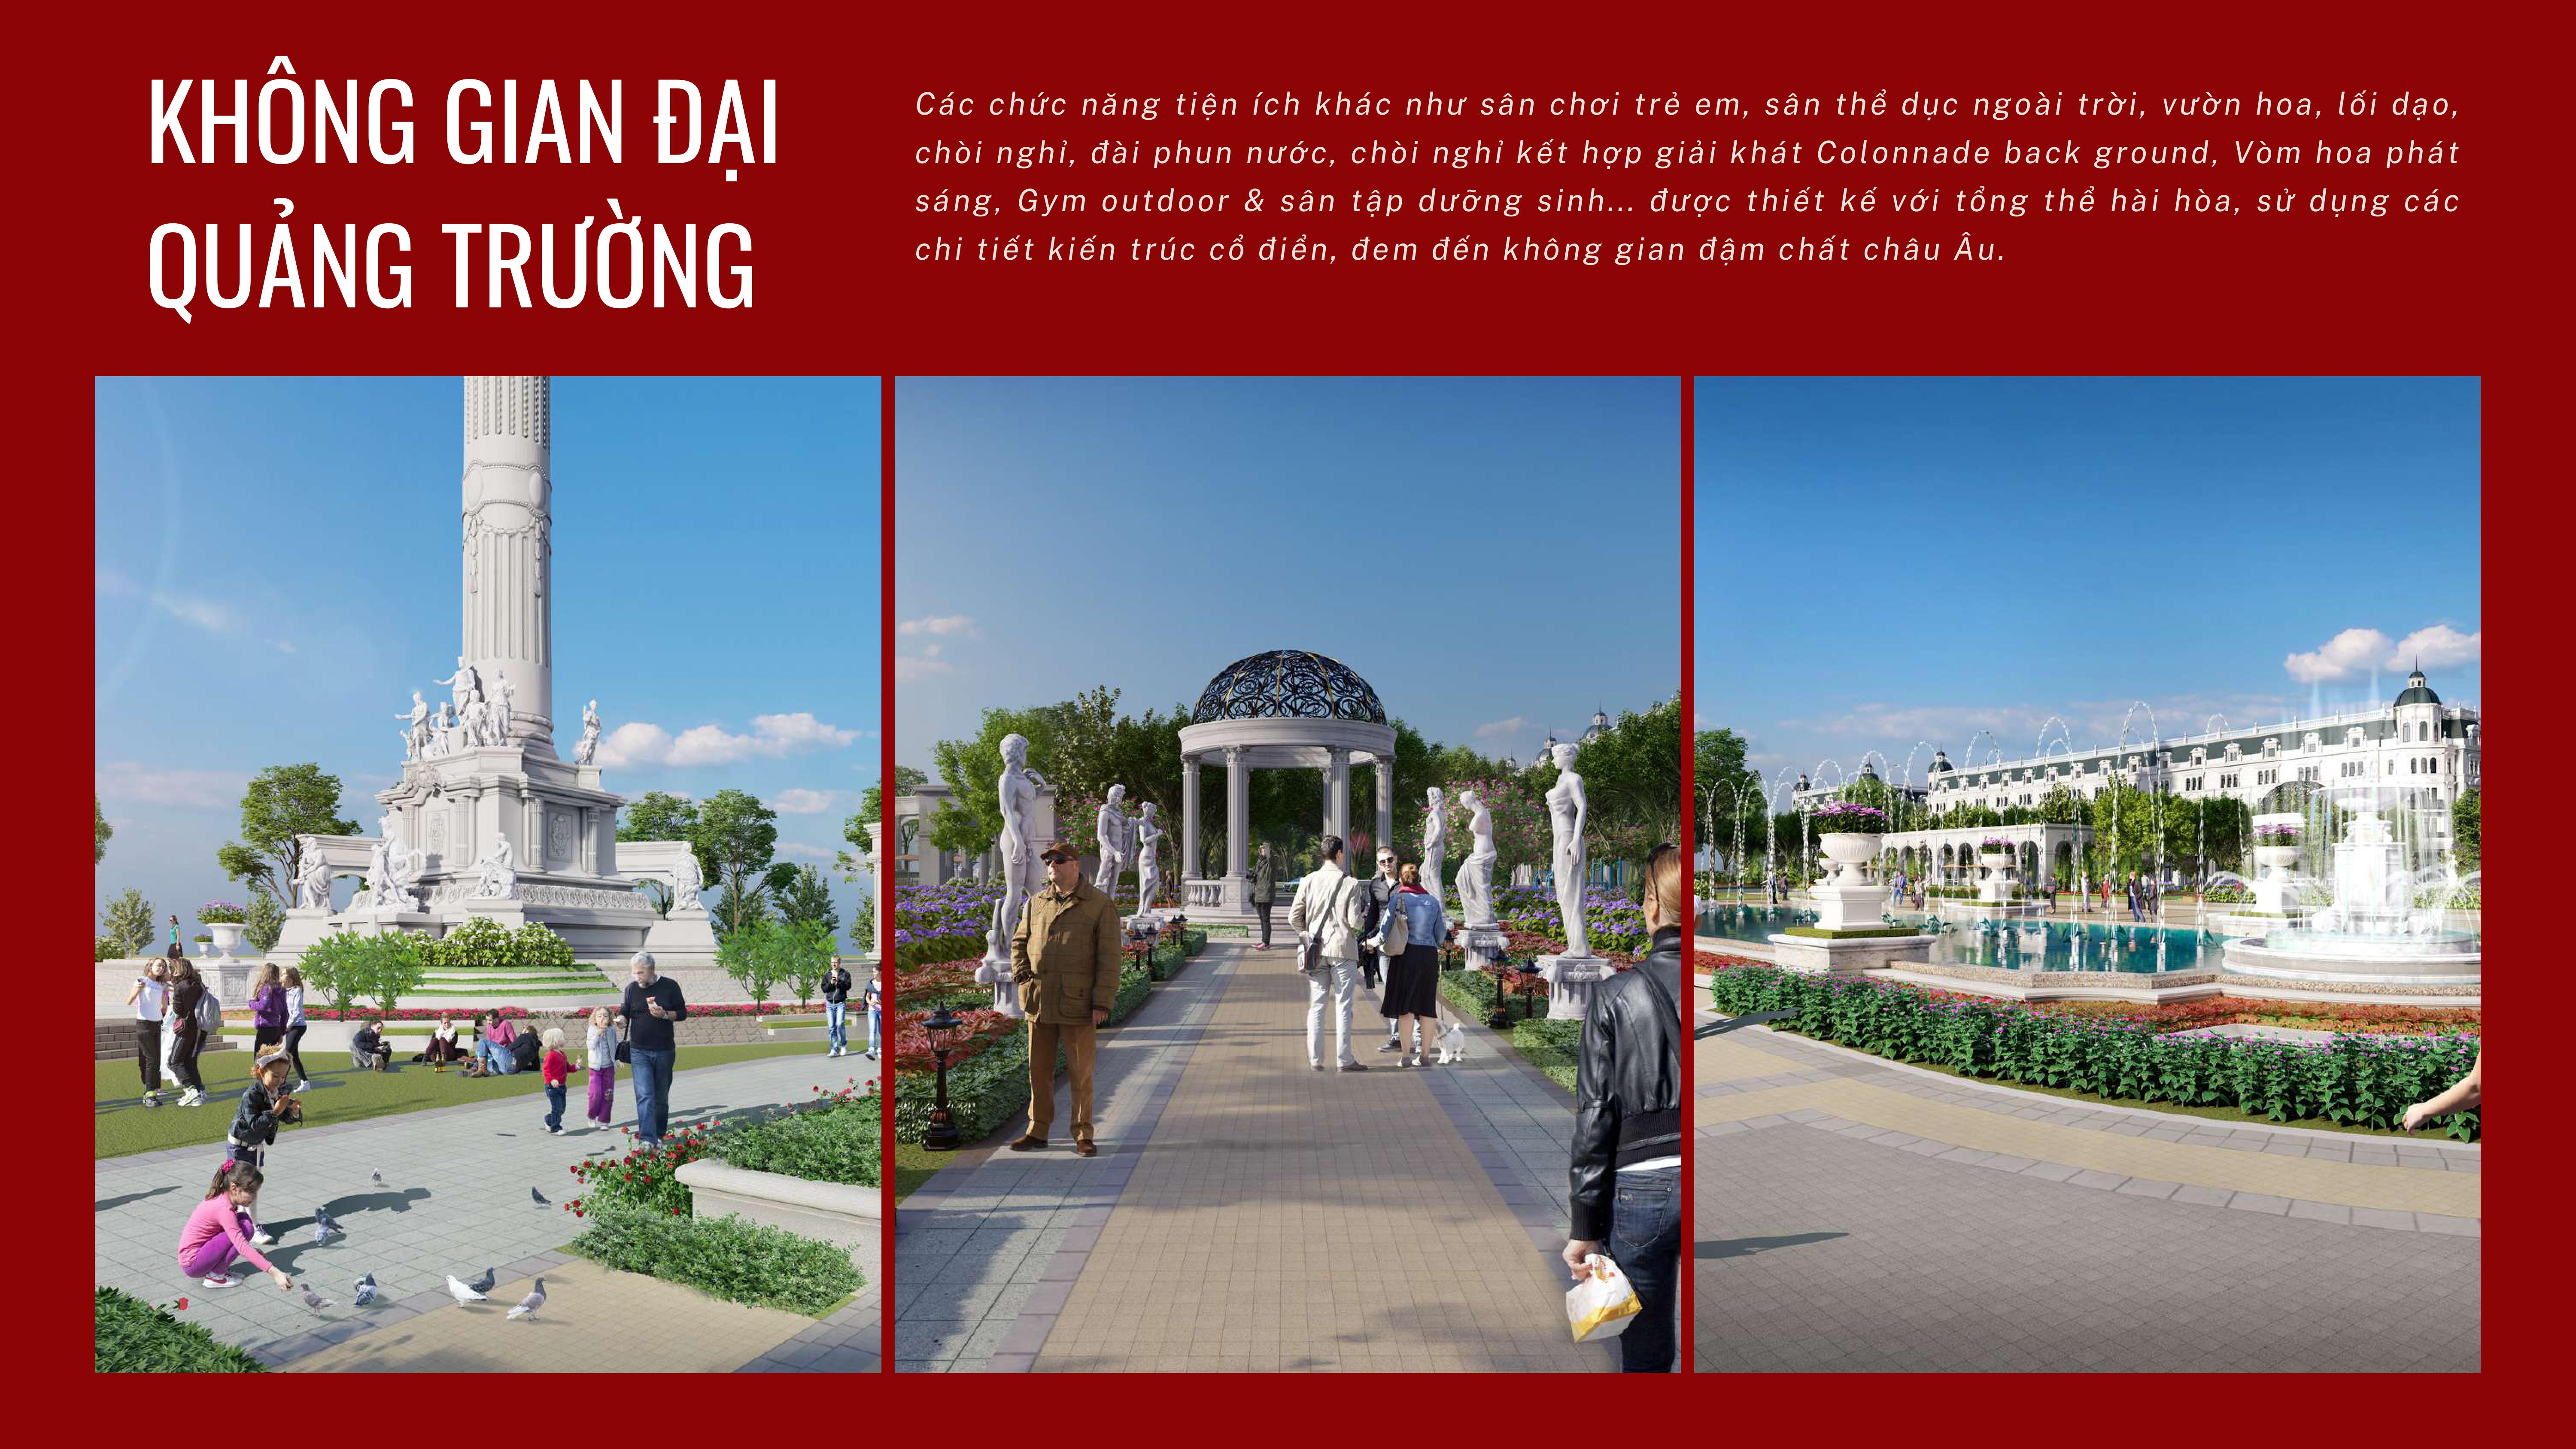 KHÔNG GIAN ĐẠI
QUẢNG TRƯỜNG
Các chức năng tiện ích khác như sân chơi trẻ em, sân thể dục ngoài trời, vườn hoa, lối dạo,
chòi nghỉ, đài phun nước, chòi nghỉ kết hợp giải khát Colonnade back ground, Vòm hoa phát
sáng, Gym outdoor & sân tập dưỡng sinh... được thiết kế với tổng thể hài hòa, sử dụng các
chi tiết kiến trúc cổ điển, đem đến không gian đậm chất châu Âu.